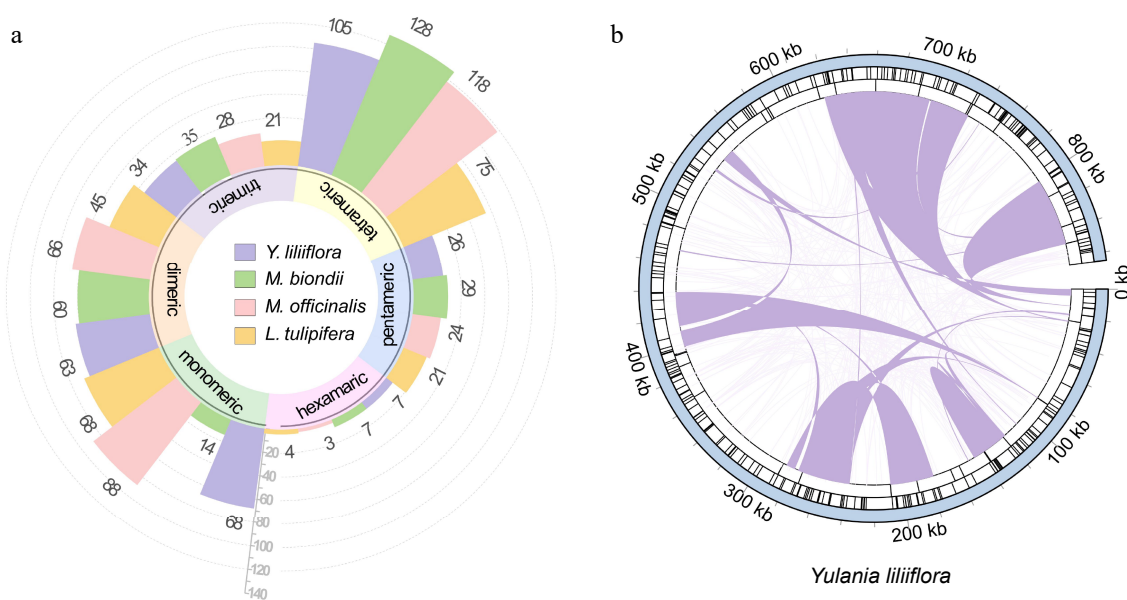 a
105
128
118
75
26
29
24
21
7
7
3
4
68
14
88
68
63
60
66
45
34
35
28
21
trimeric
tetrameric
pentameric
hexamaric
monomeric
dimeric
Y. liliiflora
M. biondii
M. officinalis
L. tulipifera
20
40
60
80
100
120
140
b
0 kb
100 kb
200 kb
300 kb
400 kb
500 kb
600 kb
700 kb
800 kb
Yulania liliiflora